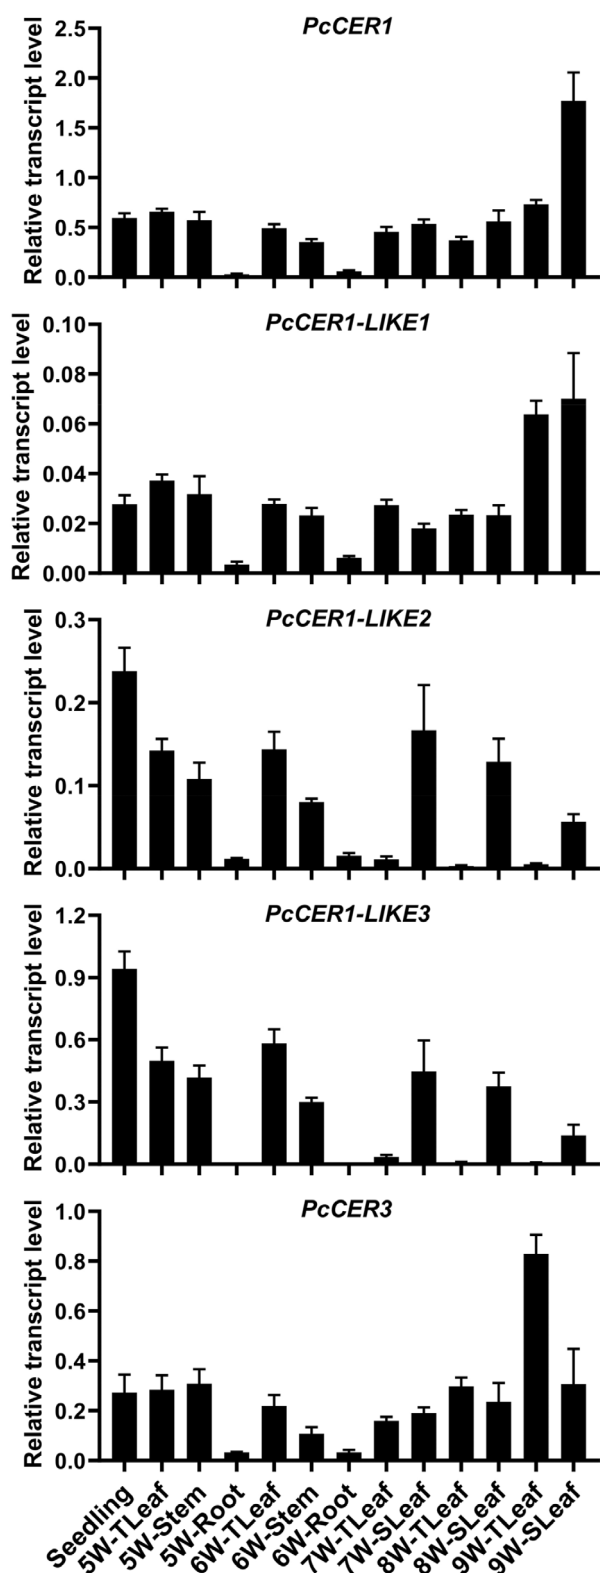 PcCER1
Relative transcript level
2.5
2.0
1.5
1.0
0.5
0.0
PcCER1-LIKE1
Relative transcript level
0.10
0.08
0.06
0.04
0.02
0.00
PcCER1-LIKE2
Relative transcript level
0.3
0.2
0.1
0.0
PcCER1-LIKE3
Relative transcript level
1.2
0.9
0.6
0.3
0.0
PcCER3
Relative transcript level
1.0
0.8
0.6
0.4
0.2
0.0
Seedling
5W-TLeaf
5W-Stem
5W-Root
6W-TLeaf
6W-Stem
6W-Root
7W-TLeaf
7W-SLeaf
8W-TLeaf
8W-SLeaf
9W-TLeaf
9W-SLeaf